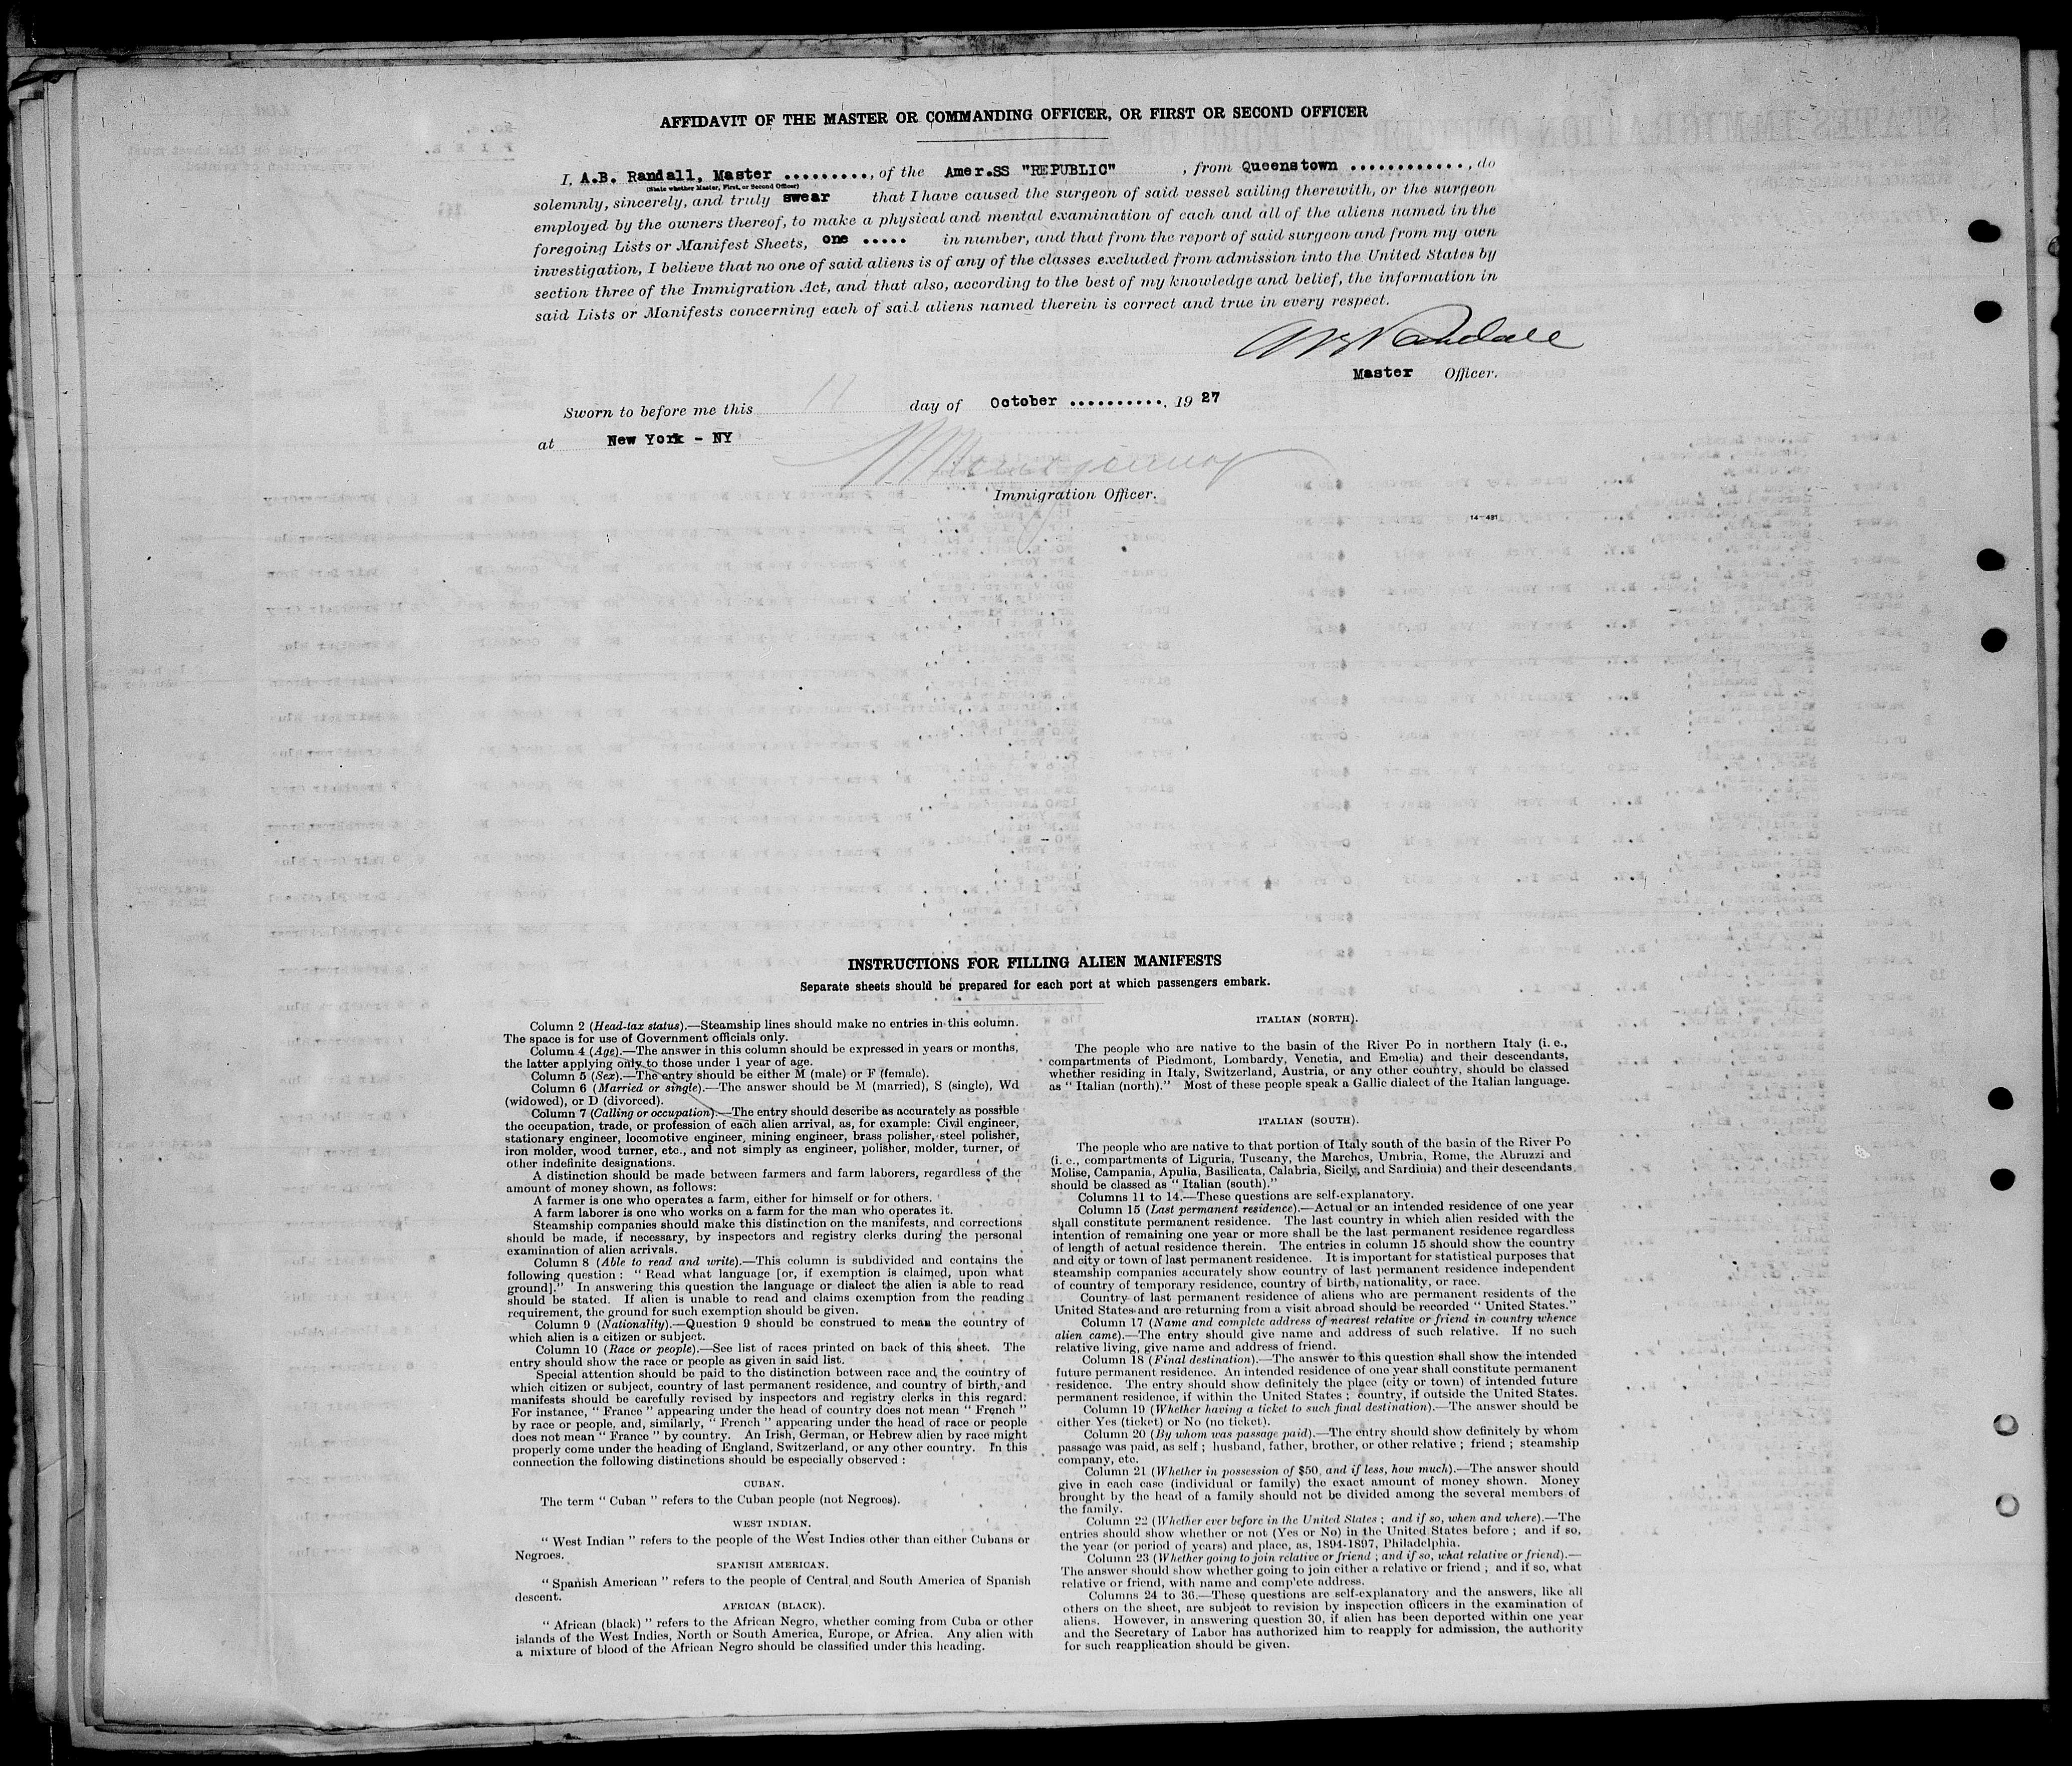 AFFIDAVIT OF THE MASTER OR COMMANDING OFFICER, OR FIRST OR SECOND OFFICER
I, A.B. Randall, Master ........., of the Amer.SS "REPUBLIC" , from Queenstown ............, do
(State whether Master, First, or Second Officer)
solemnly, sincerely, and truly swear that I have caused the surgeon of said vessel sailing therewith, or the surgeon
employed by the owners thereof, to make a physical and mental examination of each and all of the aliens named in the
foregoing Lists or Manifest Sheets, one ..... in number, and that from the report of said surgeon and from my own
investigation, I believe that no one of said aliens is of any of the classes excluded from admission into the United States by
section three of the Immigration Act, and that also, according to the best of my knowledge and belief, the information in
said Lists or Manifests concerning each of said aliens named therein is correct and true in every respect.
A B Randall
Master Officer.
Sworn to before me this 11 day of October .........., 19 27
at New York - NY
Montgomery
Immigration Officer.
14-431
INSTRUCTIONS FOR FILLING ALIEN MANIFESTS
Separate sheets should be prepared for each port at which passengers embark.
Column 2 (Head-tax status).—Steamship lines should make no entries in this column.
The space is for use of Government officials only.
Column 4 (Age).—The answer in this column should be expressed in years or months,
the latter applying only to those under 1 year of age.
Column 5 (Sex).—The entry should be either M (male) or F (female).
Column 6 (Married or single).—The answer should be M (married), S (single), Wd
(widowed), or D (divorced).
Column 7 (Calling or occupation).—The entry should describe as accurately as possible
the occupation, trade, or profession of each alien arrival, as, for example: Civil engineer,
stationary engineer, locomotive engineer, mining engineer, brass polisher, steel polisher,
iron molder, wood turner, etc., and not simply as engineer, polisher, molder, turner, or
other indefinite designations.
A distinction should be made between farmers and farm laborers, regardless of the
amount of money shown, as follows:
A farmer is one who operates a farm, either for himself or for others.
A farm laborer is one who works on a farm for the man who operates it.
Steamship companies should make this distinction on the manifests, and corrections
should be made, if necessary, by inspectors and registry clerks during the personal
examination of alien arrivals.
Column 8 (Able to read and write).—This column is subdivided and contains the
following question: "Read what language [or, if exemption is claimed, upon what
ground]." In answering this question the language or dialect the alien is able to read
should be stated. If alien is unable to read and claims exemption from the reading
requirement, the ground for such exemption should be given.
Column 9 (Nationality).—Question 9 should be construed to mean the country of
which alien is a citizen or subject.
Column 10 (Race or people).—See list of races printed on back of this sheet. The
entry should show the race or people as given in said list.
Special attention should be paid to the distinction between race and the country of
which citizen or subject, country of last permanent residence, and country of birth, and
manifests should be carefully revised by inspectors and registry clerks in this regard.
For instance, "France" appearing under the head of country does not mean "French"
by race or people, and, similarly, "French" appearing under the head of race or people
does not mean "France" by country. An Irish, German, or Hebrew alien by race might
properly come under the heading of England, Switzerland, or any other country. In this
connection the following distinctions should be especially observed:
CUBAN.
The term "Cuban" refers to the Cuban people (not Negroes).
WEST INDIAN.
"West Indian" refers to the people of the West Indies other than either Cubans or
Negroes.
SPANISH AMERICAN.
"Spanish American" refers to the people of Central and South America of Spanish
descent.
AFRICAN (BLACK).
"African (black)" refers to the African Negro, whether coming from Cuba or other
islands of the West Indies, North or South America, Europe, or Africa. Any alien with
a mixture of blood of the African Negro should be classified under this heading.
ITALIAN (NORTH).
The people who are native to the basin of the River Po in northern Italy (i. e.,
compartments of Piedmont, Lombardy, Venetia, and Emelia) and their descendants,
whether residing in Italy, Switzerland, Austria, or any other country, should be classed
as "Italian (north)." Most of these people speak a Gallic dialect of the Italian language.
ITALIAN (SOUTH).
The people who are native to that portion of Italy south of the basin of the River Po
(i. e., compartments of Liguria, Tuscany, the Marches, Umbria, Rome, the Abruzzi and
Molise, Campania, Apulia, Basilicata, Calabria, Sicily, and Sardinia) and their descendants
should be classed as "Italian (south)."
Columns 11 to 14.—These questions are self-explanatory.
Column 15 (Last permanent residence).—Actual or an intended residence of one year
shall constitute permanent residence. The last country in which alien resided with the
intention of remaining one year or more shall be the last permanent residence regardless
of length of actual residence therein. The entries in column 15 should show the country
and city or town of last permanent residence. It is important for statistical purposes that
steamship companies accurately show country of last permanent residence independent
of country of temporary residence, country of birth, nationality, or race.
Country of last permanent residence of aliens who are permanent residents of the
United States and are returning from a visit abroad should be recorded "United States."
Column 17 (Name and complete address of nearest relative or friend in country whence
alien came).—The entry should give name and address of such relative. If no such
relative living, give name and address of friend.
Column 18 (Final destination).—The answer to this question shall show the intended
future permanent residence. An intended residence of one year shall constitute permanent
residence. The entry should show definitely the place (city or town) of intended future
permanent residence, if within the United States; country, if outside the United States.
Column 19 (Whether having a ticket to such final destination).—The answer should be
either Yes (ticket) or No (no ticket).
Column 20 (By whom was passage paid).—The entry should show definitely by whom
passage was paid, as self; husband, father, brother, or other relative; friend; steamship
company, etc.
Column 21 (Whether in possession of $50, and if less, how much).—The answer should
give in each case (individual or family) the exact amount of money shown. Money
brought by the head of a family should not be divided among the several members of
the family.
Column 22 (Whether ever before in the United States; and if so, when and where).—The
entries should show whether or not (Yes or No) in the United States before; and if so,
the year (or period of years) and place, as, 1894-1897, Philadelphia.
Column 23 (Whether going to join relative or friend; and if so, what relative or friend).—
The answer should show whether going to join either a relative or friend; and if so, what
relative or friend, with name and complete address.
Columns 24 to 36.—These questions are self-explanatory and the answers, like all
others on the sheet, are subject to revision by inspection officers in the examination of
aliens. However, in answering question 30, if alien has been deported within one year
and the Secretary of Labor has authorized him to reapply for admission, the authority
for such reapplication should be given.